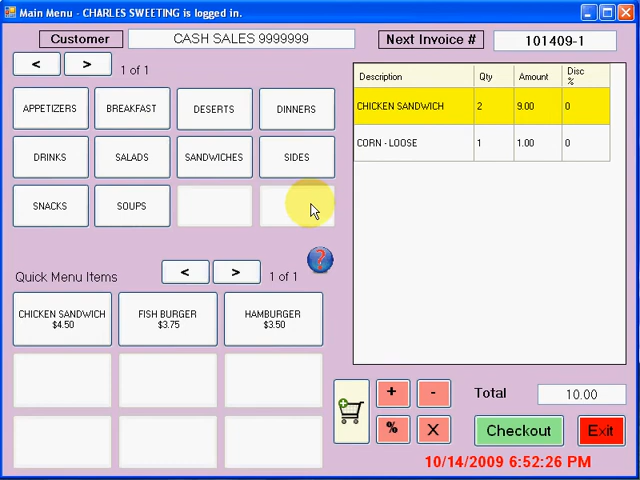 Main Menu - CHARLES SWEETING is logged in.
Customer
CASH SALES 9999999
Next Invoice #
101409-1
<
>
1 of 1
APPETIZERS
BREAKFAST
DESERTS
DINNERS
DRINKS
SALADS
SANDWICHES
SIDES
SNACKS
SOUPS
Description Qty Amount Disc %
CHICKEN SANDWICH 2 9.00 0
CORN - LOOSE 1 1.00 0
?
Quick Menu Items
<
>
1 of 1
CHICKEN SANDWICH
$4.50
FISH BURGER
$3.75
HAMBURGER
$3.50
+
-
%
X
Total
10.00
Checkout
Exit
10/14/2009 6:52:26 PM